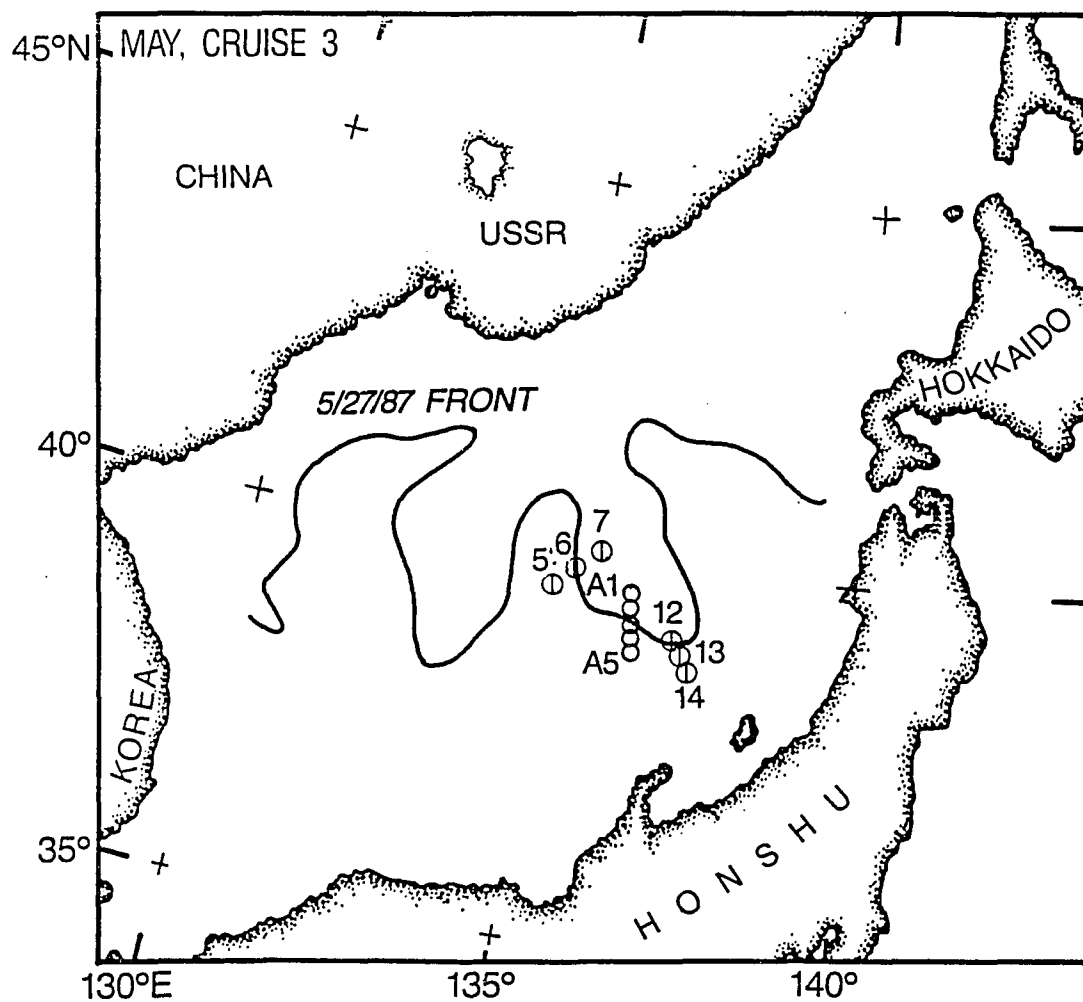 45°N MAY, CRUISE 3
CHINA
USSR
HOKKAIDO
5/27/87 FRONT
40°
7
6
5
A1
12
13
A5
14
KOREA
HONSHU
35°
130°E 135° 140°